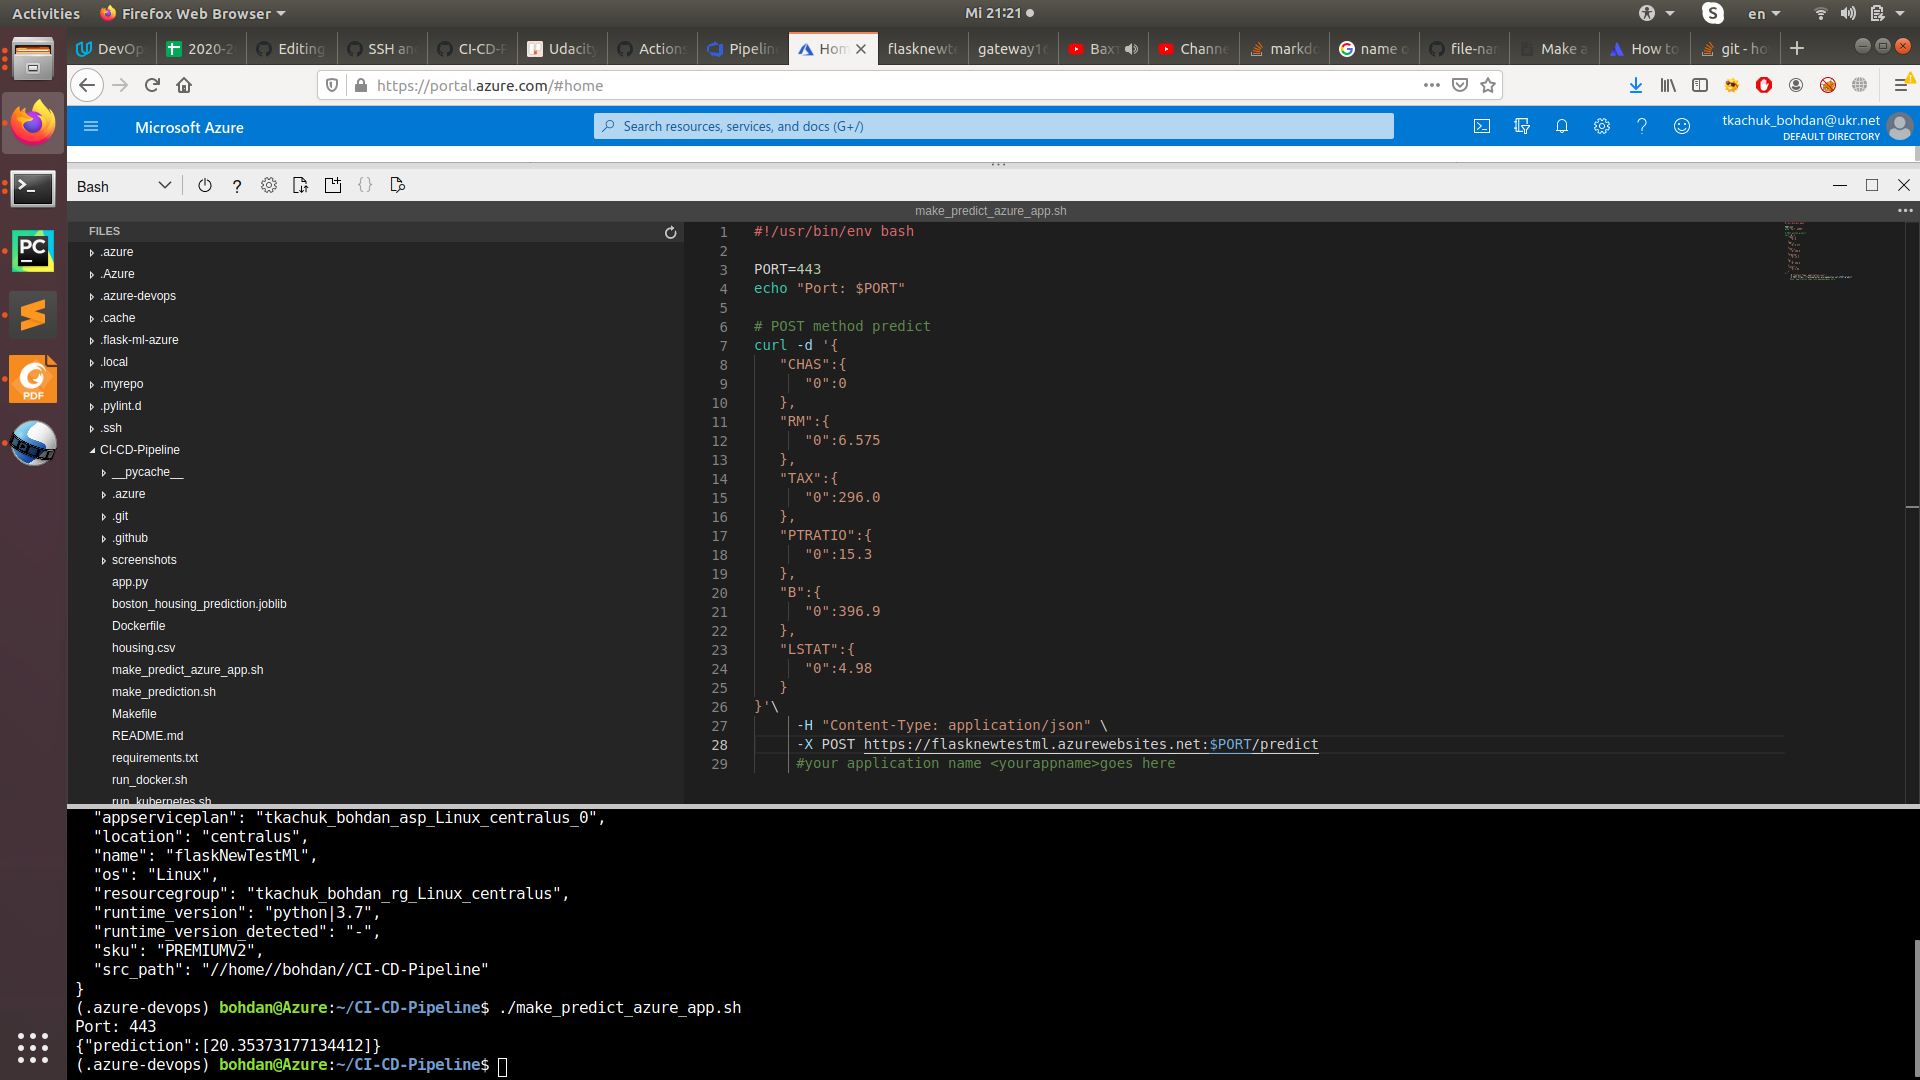 Activities Firefox Web Browser Mi 21:21 en
DevOp 2020-2 Editing SSH an CI-CD-P Udacity Actions Pipelin Hom flasknewte gateway16 Baxt Channe markdo name o file-nam Make a How to git - ho
https://portal.azure.com/#home
Microsoft Azure Search resources, services, and docs (G+/) tkachuk_bohdan@ukr.net
DEFAULT DIRECTORY
Bash
make_predict_azure_app.sh
FILES
.azure
.Azure
.azure-devops
.cache
.flask-ml-azure
.local
.myrepo
.pylint.d
.ssh
CI-CD-Pipeline
__pycache__
.azure
.git
.github
screenshots
app.py
boston_housing_prediction.joblib
Dockerfile
housing.csv
make_predict_azure_app.sh
make_prediction.sh
Makefile
README.md
requirements.txt
run_docker.sh
run_kubernetes.sh
1 #!/usr/bin/env bash
2
3 PORT=443
4 echo "Port: $PORT"
5
6 # POST method predict
7 curl -d '{
8 "CHAS":{
9 "0":0
10 },
11 "RM":{
12 "0":6.575
13 },
14 "TAX":{
15 "0":296.0
16 },
17 "PTRATIO":{
18 "0":15.3
19 },
20 "B":{
21 "0":396.9
22 },
23 "LSTAT":{
24 "0":4.98
25 }
26 }'\
27 -H "Content-Type: application/json" \
28 -X POST https://flasknewtestml.azurewebsites.net:$PORT/predict
29 #your application name <yourappname>goes here
"appserviceplan": "tkachuk_bohdan_asp_Linux_centralus_0",
"location": "centralus",
"name": "flaskNewTestMl",
"os": "Linux",
"resourcegroup": "tkachuk_bohdan_rg_Linux_centralus",
"runtime_version": "python|3.7",
"runtime_version_detected": "-",
"sku": "PREMIUMV2",
"src_path": "//home//bohdan//CI-CD-Pipeline"
}
(.azure-devops) bohdan@Azure:~/CI-CD-Pipeline$ ./make_predict_azure_app.sh
Port: 443
{"prediction":[20.35373177134412]}
(.azure-devops) bohdan@Azure:~/CI-CD-Pipeline$